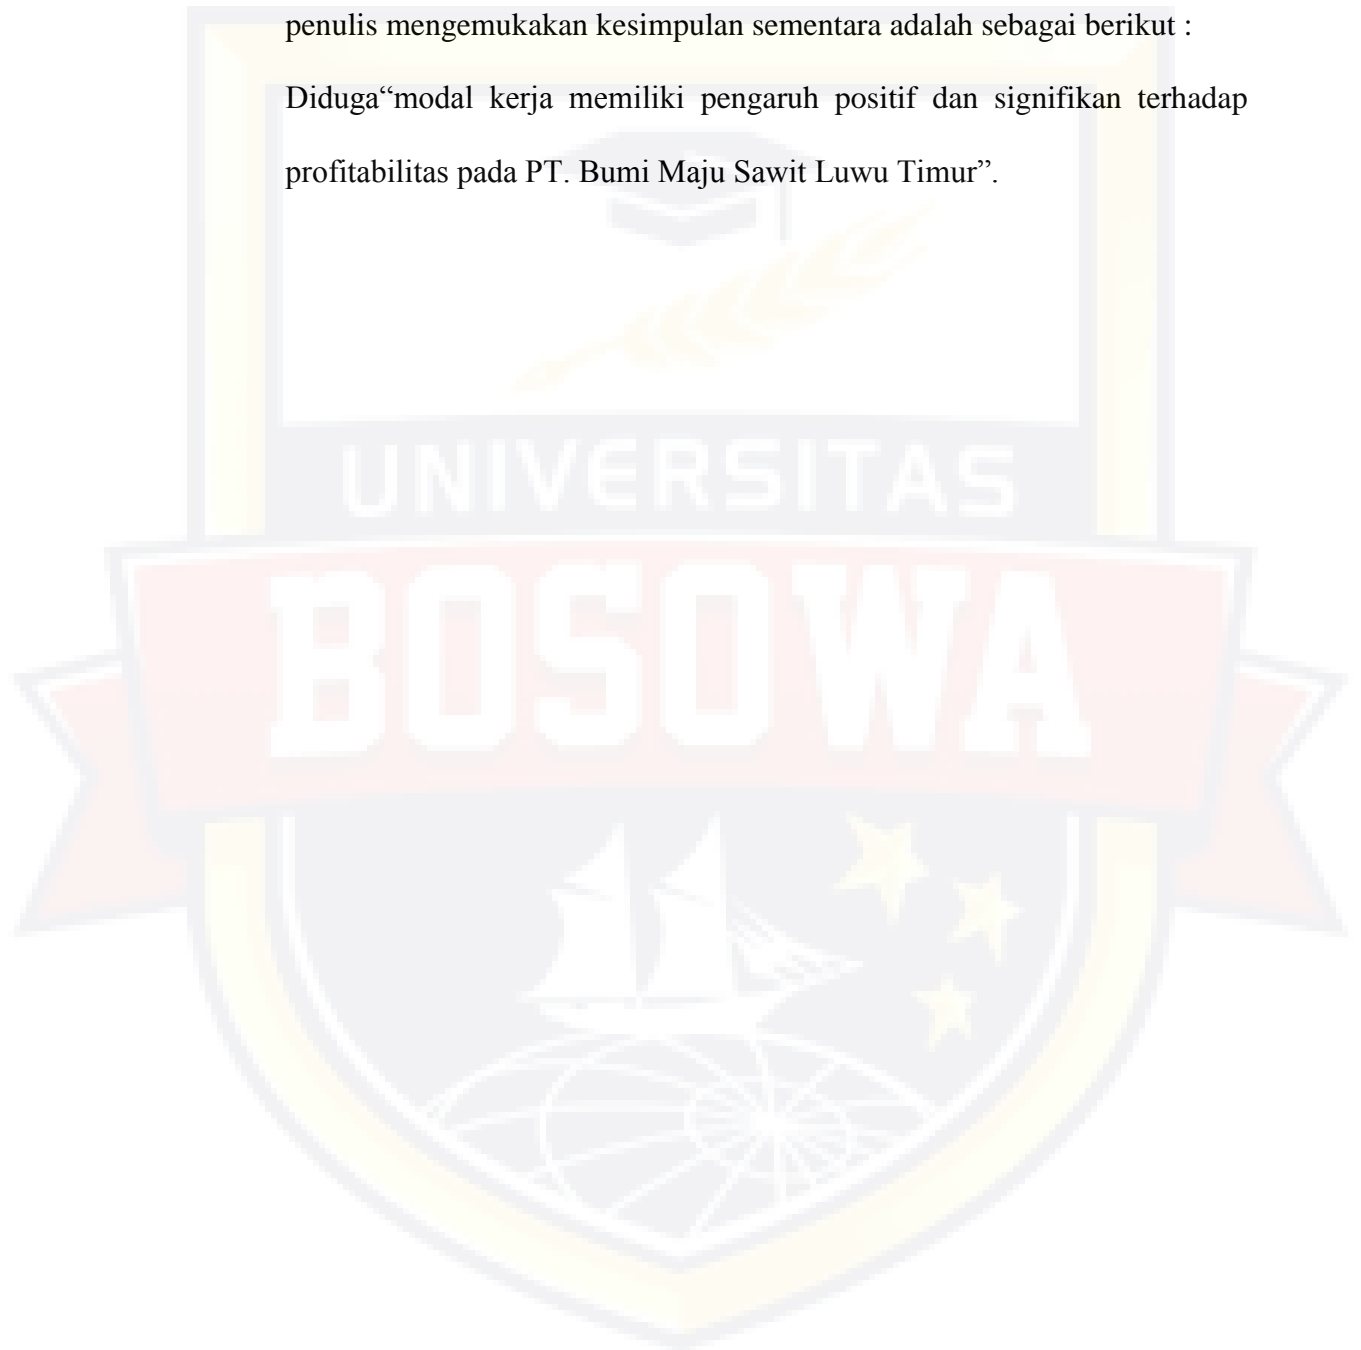 penulis mengemukakan kesimpulan sementara adalah sebagai berikut :
Diduga“modal kerja memiliki pengaruh positif dan signifikan terhadap
profitabilitas pada PT. Bumi Maju Sawit Luwu Timur”.
UNIVERSITAS
BOSOWA